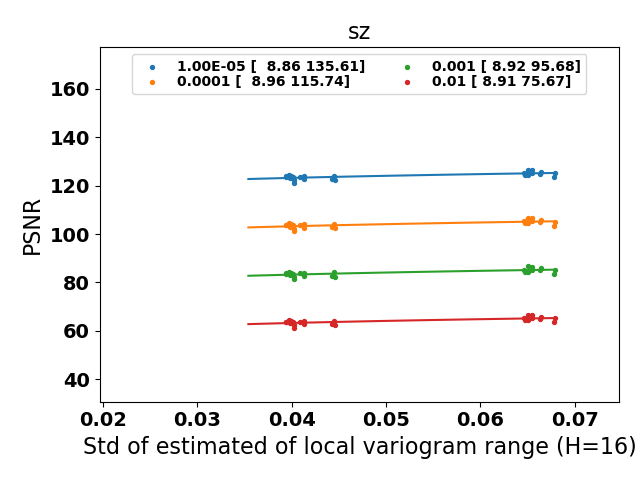 sz
1.00E-05 [  8.86 135.61]
0.0001 [  8.96 115.74]
0.001 [ 8.92 95.68]
0.01 [ 8.91 75.67]
PSNR
160
140
120
100
80
60
40
0.02 0.03 0.04 0.05 0.06 0.07
Std of estimated of local variogram range (H=16)